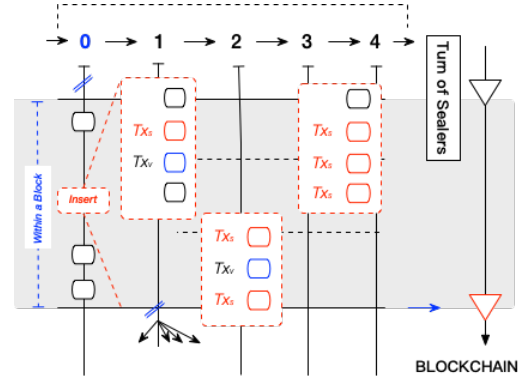 0 1 2 3 4
Turn of Sealers
Within a Block
Insert
Txs
Txv
Txs
Txv
Txs
Txs
Txs
Txs
BLOCKCHAIN